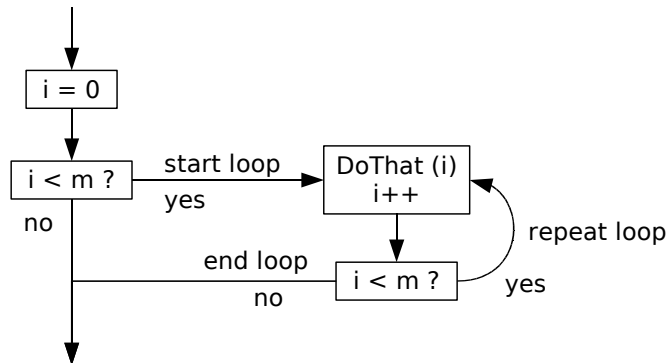 i = 0
i < m ?
start loop
yes
no
DoThat (i)
i++
repeat loop
yes
end loop
no
i < m ?